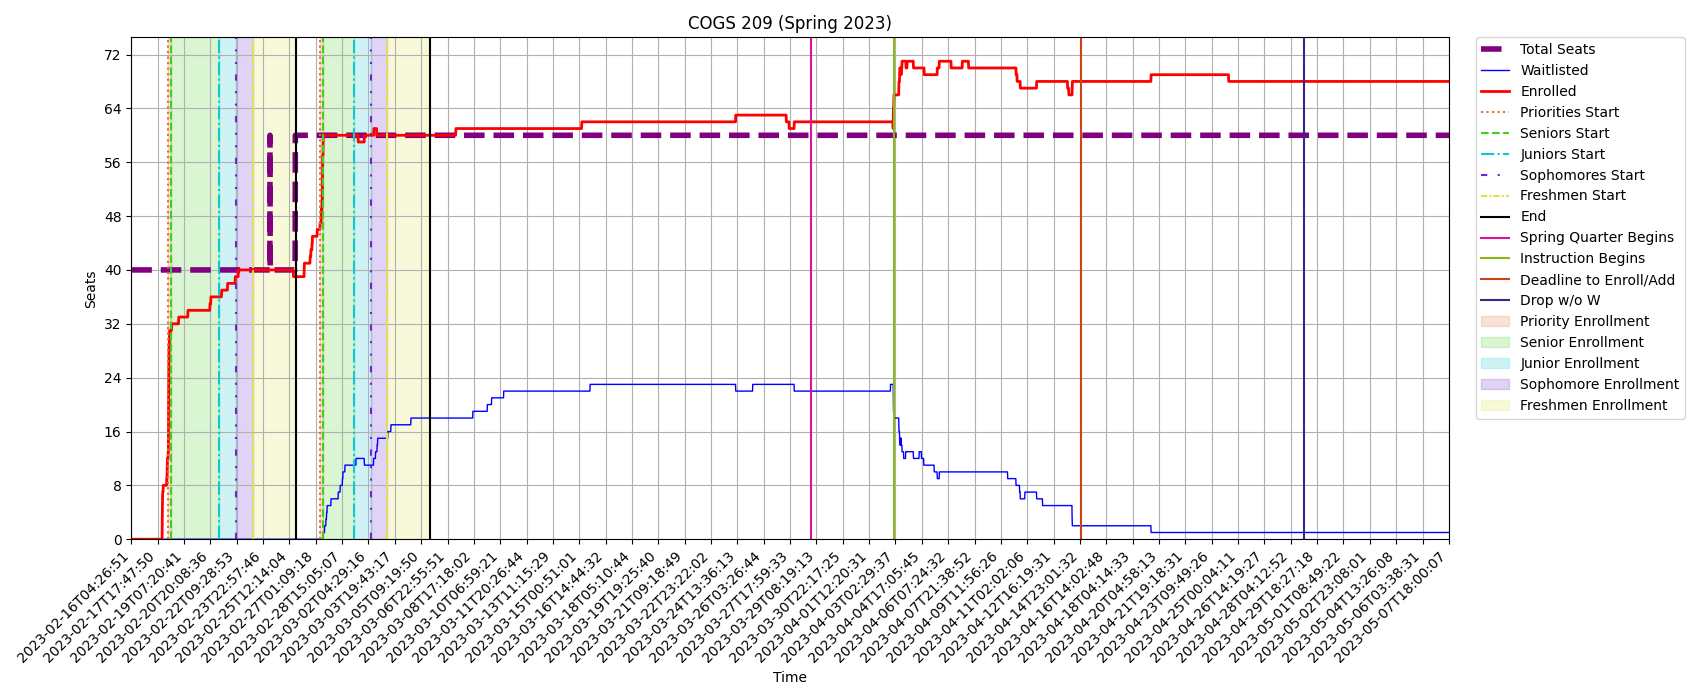 COGS 209 (Spring 2023)
72
64
56
48
40
32
24
16
8
0
Seats
2023-02-16T04:26:51
2023-02-17T17:47:50
2023-02-19T07:20:41
2023-02-20T20:08:36
2023-02-22T09:28:53
2023-02-23T22:57:46
2023-02-25T12:14:04
2023-02-27T01:09:18
2023-02-28T15:05:07
2023-03-02T04:29:16
2023-03-03T19:43:17
2023-03-05T09:19:50
2023-03-06T22:55:51
2023-03-08T17:18:02
2023-03-10T06:59:21
2023-03-11T20:26:44
2023-03-13T11:15:29
2023-03-15T00:51:01
2023-03-16T14:44:32
2023-03-18T05:10:44
2023-03-19T19:25:40
2023-03-21T09:18:49
2023-03-22T23:22:02
2023-03-24T13:36:13
2023-03-26T03:26:44
2023-03-27T17:59:33
2023-03-29T08:19:13
2023-03-30T22:17:25
2023-04-01T12:20:31
2023-04-03T02:29:37
2023-04-04T17:05:45
2023-04-06T07:24:32
2023-04-07T21:38:52
2023-04-09T11:56:26
2023-04-11T02:02:06
2023-04-12T16:19:31
2023-04-14T23:01:32
2023-04-16T14:02:48
2023-04-18T04:14:33
2023-04-20T04:58:13
2023-04-21T19:18:31
2023-04-23T09:49:26
2023-04-25T00:04:11
2023-04-26T14:19:27
2023-04-28T04:12:52
2023-04-29T18:27:18
2023-05-01T08:49:22
2023-05-02T23:08:01
2023-05-04T13:26:08
2023-05-06T03:38:31
2023-05-07T18:00:07
Time
Total Seats
Waitlisted
Enrolled
Priorities Start
Seniors Start
Juniors Start
Sophomores Start
Freshmen Start
End
Spring Quarter Begins
Instruction Begins
Deadline to Enroll/Add
Drop w/o W
Priority Enrollment
Senior Enrollment
Junior Enrollment
Sophomore Enrollment
Freshmen Enrollment